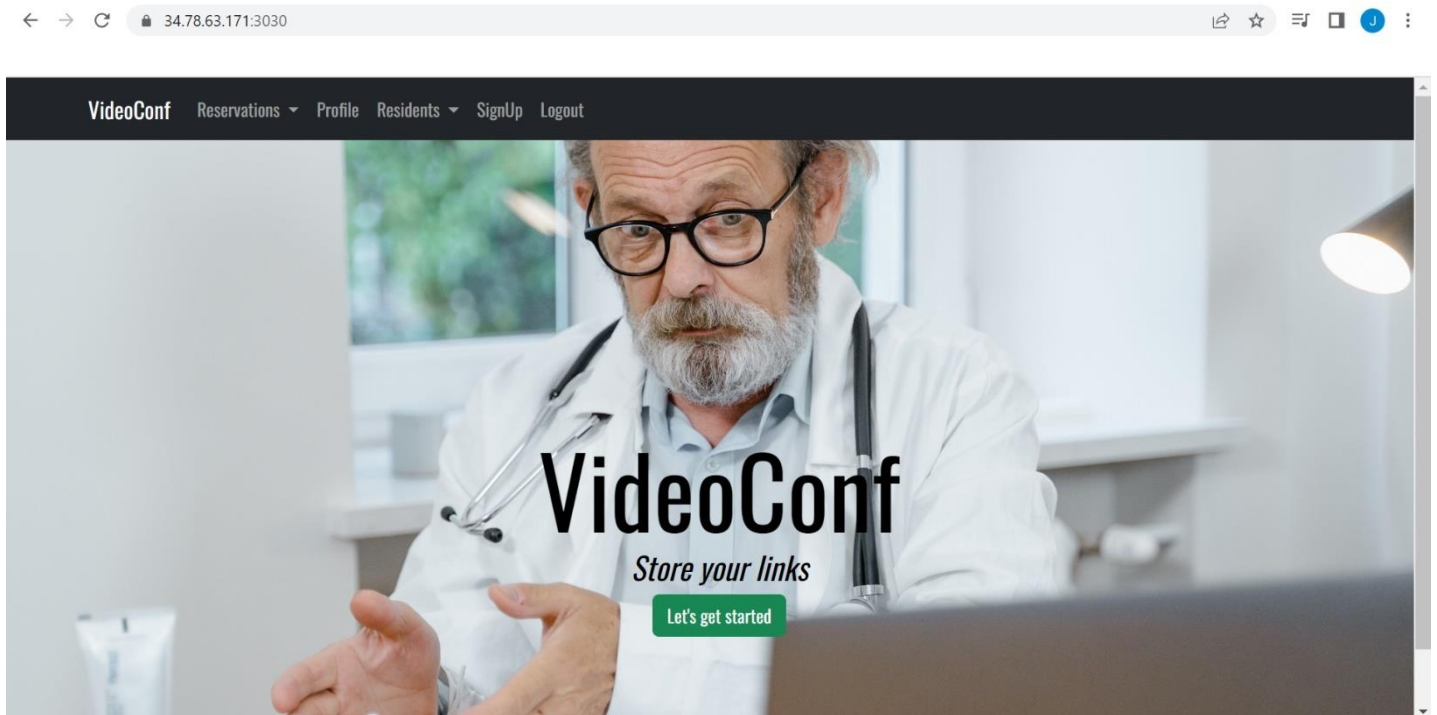 34.78.63.171:3030
J
VideoConf Reservations Profile Residents SignUp Logout
VideoConf
Store your links
Let's get started